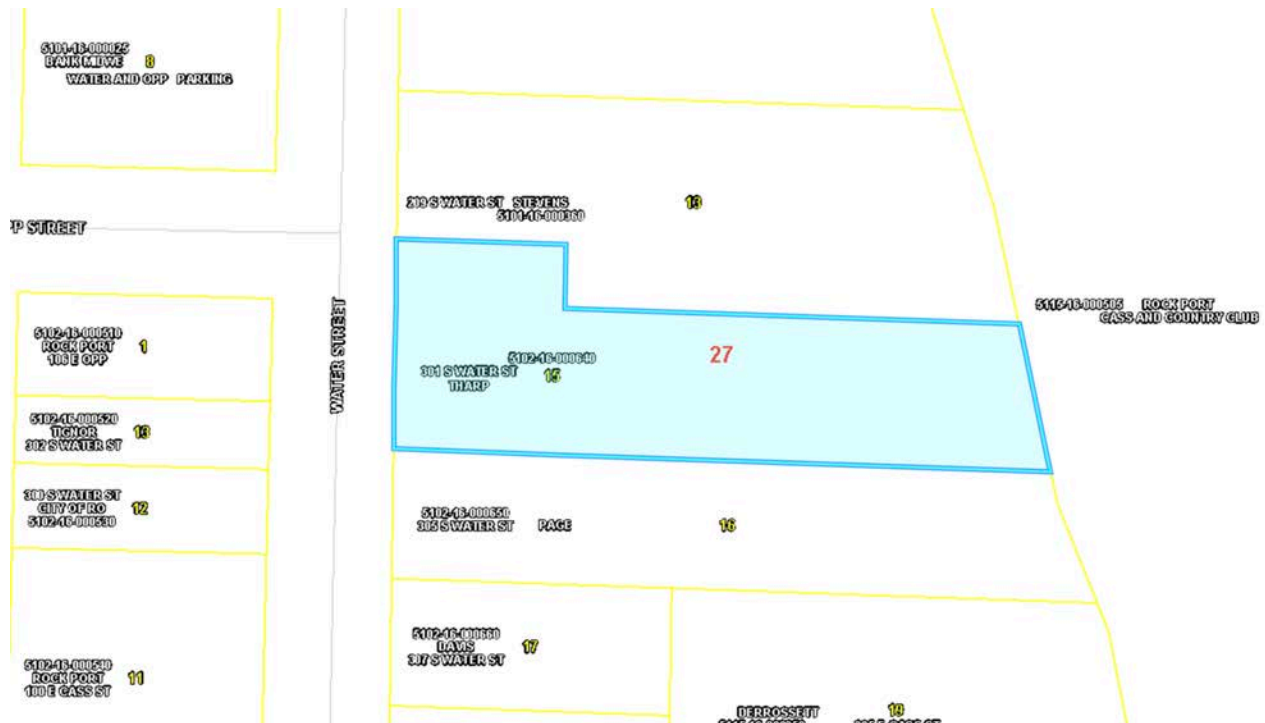 5101-16-000025
BANK MIDWE 8
WATER AND OPP PARKING
209 S WATER ST STEVENS 13
5101-16-000360
PP STREET
WATER STREET
5115-16-000505 ROCK PORT
CASS AND COUNTRY CLUB
5102-16-000510
ROCK PORT 1
106 E OPP
5102-16-000640 27
301 S WATER ST 15
THARP
5102-16-000520
TIGNOR 13
302 S WATER ST
300 S WATER ST
CITY OF RO 12
5102-16-000530
5102-16-000650
305 S WATER ST PAGE 16
5102-16-000660
DAVIS 17
307 S WATER ST
5102-16-000540
ROCK PORT 11
100 E CASS ST
DERROSSETT 19